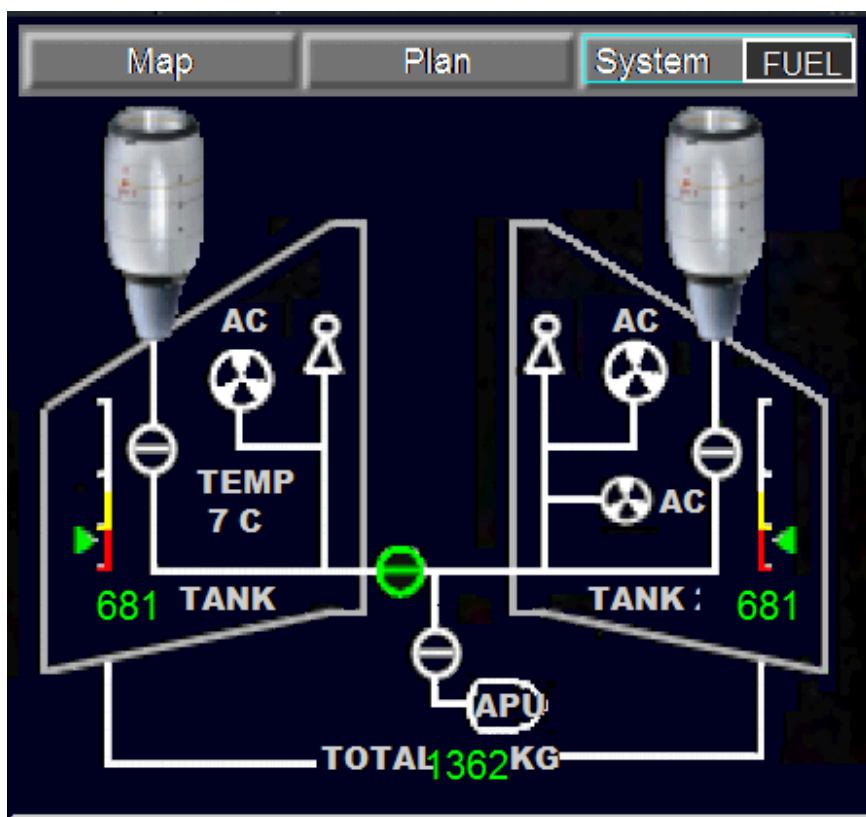 Map Plan System FUEL
AC AC
TEMP
7 C
AC
681 TANK TANK 681
APU
TOTAL 1362 KG